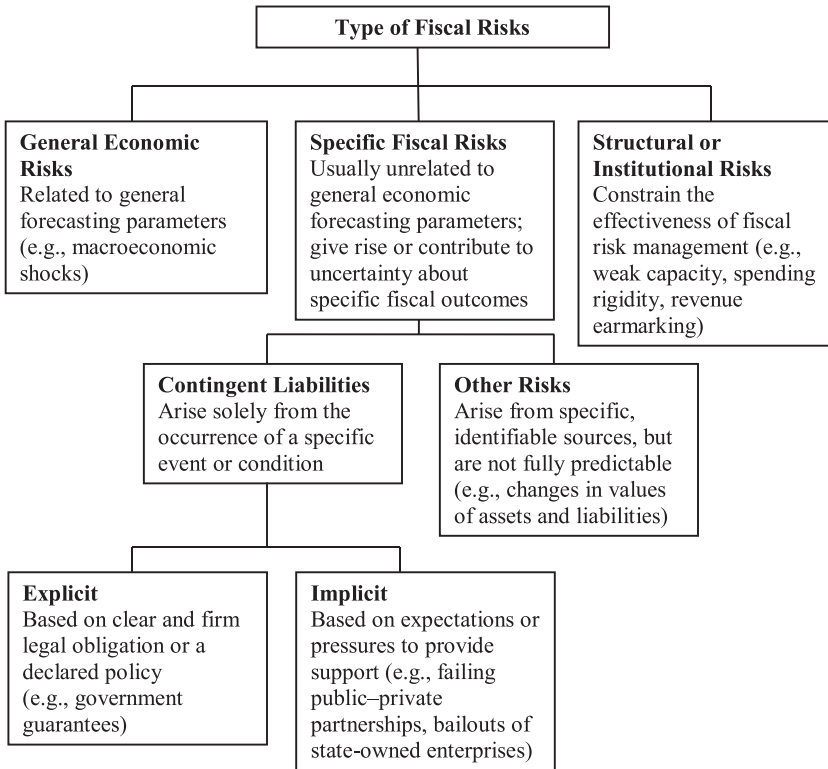 Type of Fiscal Risks
General Economic
Risks
Related to general
forecasting parameters
(e.g., macroeconomic
shocks)
Specific Fiscal Risks
Usually unrelated to
general economic
forecasting parameters;
give rise or contribute to
uncertainty about
specific fiscal outcomes
Structural or
Institutional Risks
Constrain the
effectiveness of fiscal
risk management (e.g.,
weak capacity, spending
rigidity, revenue
earmarking)
Contingent Liabilities
Arise solely from the
occurrence of a specific
event or condition
Other Risks
Arise from specific,
identifiable sources, but
are not fully predictable
(e.g., changes in values
of assets and liabilities)
Explicit
Based on clear and firm
legal obligation or a
declared policy
(e.g., government
guarantees)
Implicit
Based on expectations or
pressures to provide
support (e.g., failing
public–private
partnerships, bailouts of
state-owned enterprises)